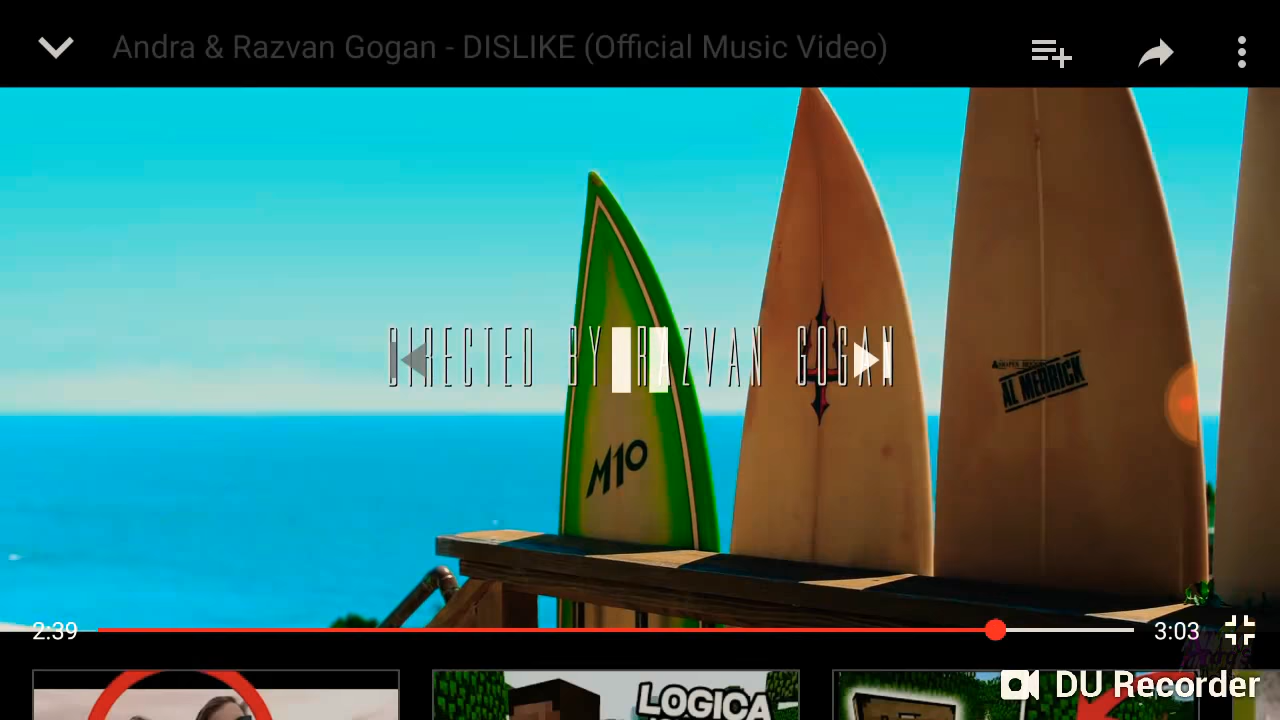 Andra & Razvan Gogan - DISLIKE (Official Music Video)
DIRECTED BY RAZVAN GOGAN
AL MERRICK
M10
2:39
3:03
LOGICA
DU Recorder